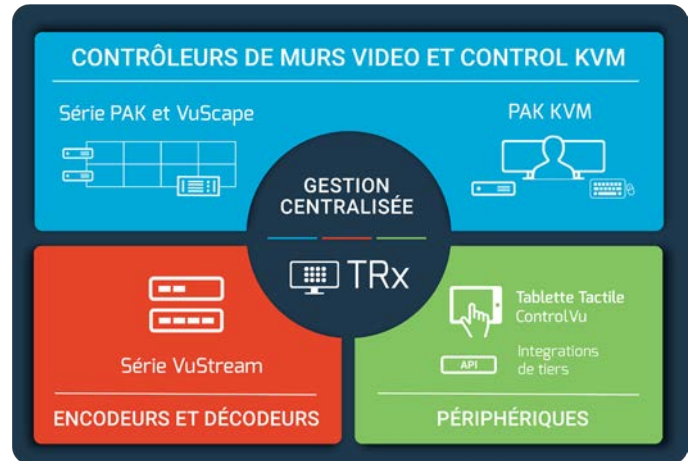 CONTRÔLEURS DE MURS VIDEO ET CONTROL KVM
Série PAK et VuScape
PAK KVM
GESTION
CENTRALISÉE
TRx
Série VuStream
ENCODEURS ET DÉCODEURS
Tablette Tactile
ControlVu
API
Integrations
de tiers
PÉRIPHÉRIQUES